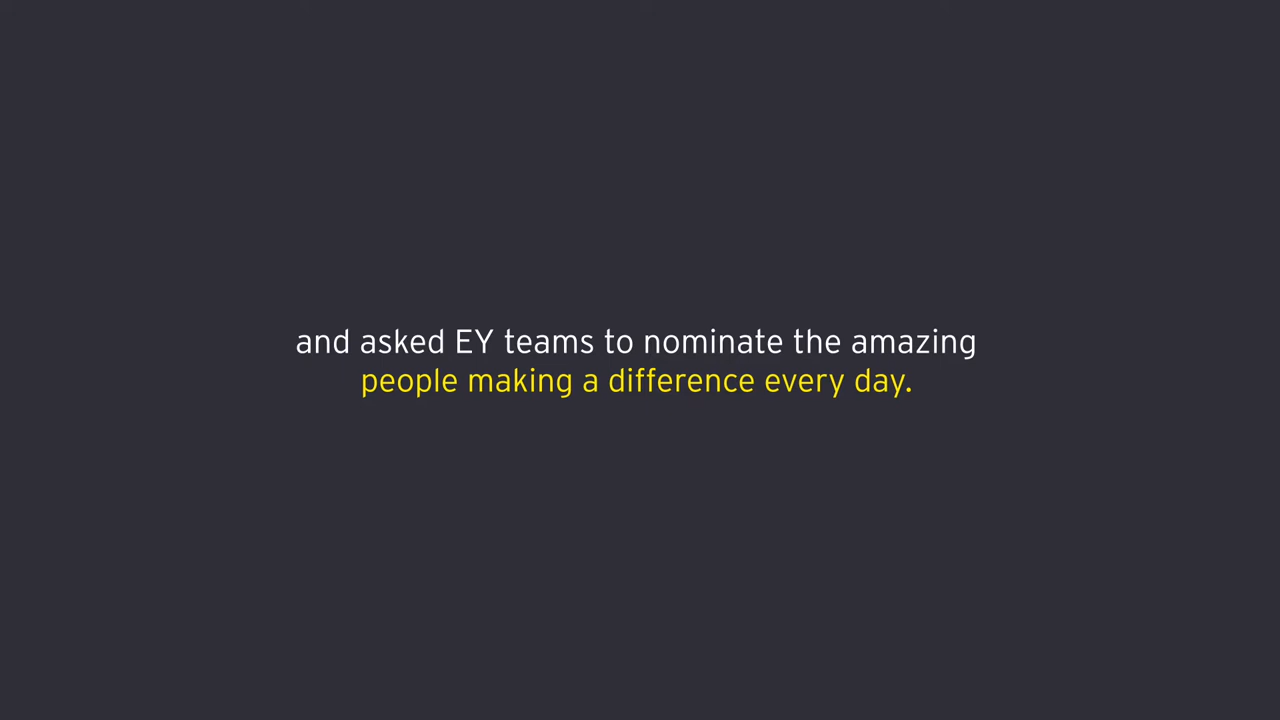 and asked EY teams to nominate the amazing
people making a difference every day.